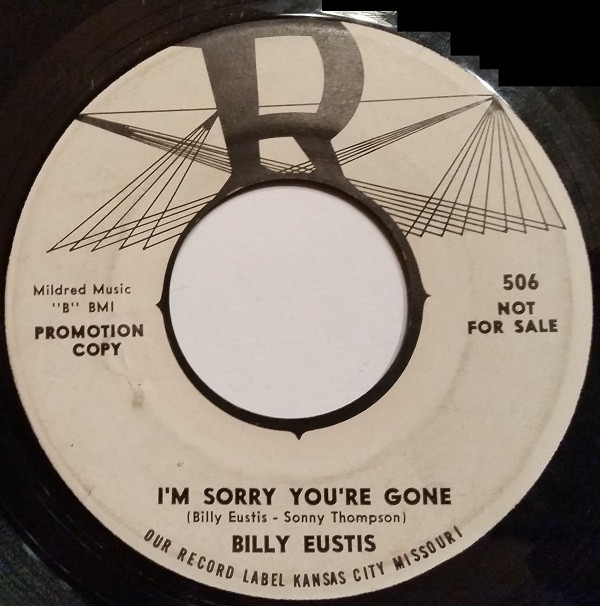 R
Mildred Music
"B" BMI
PROMOTION
COPY
506
NOT
FOR SALE
I'M SORRY YOU'RE GONE
(Billy Eustis - Sonny Thompson)
BILLY EUSTIS
OUR RECORD LABEL KANSAS CITY MISSOURI